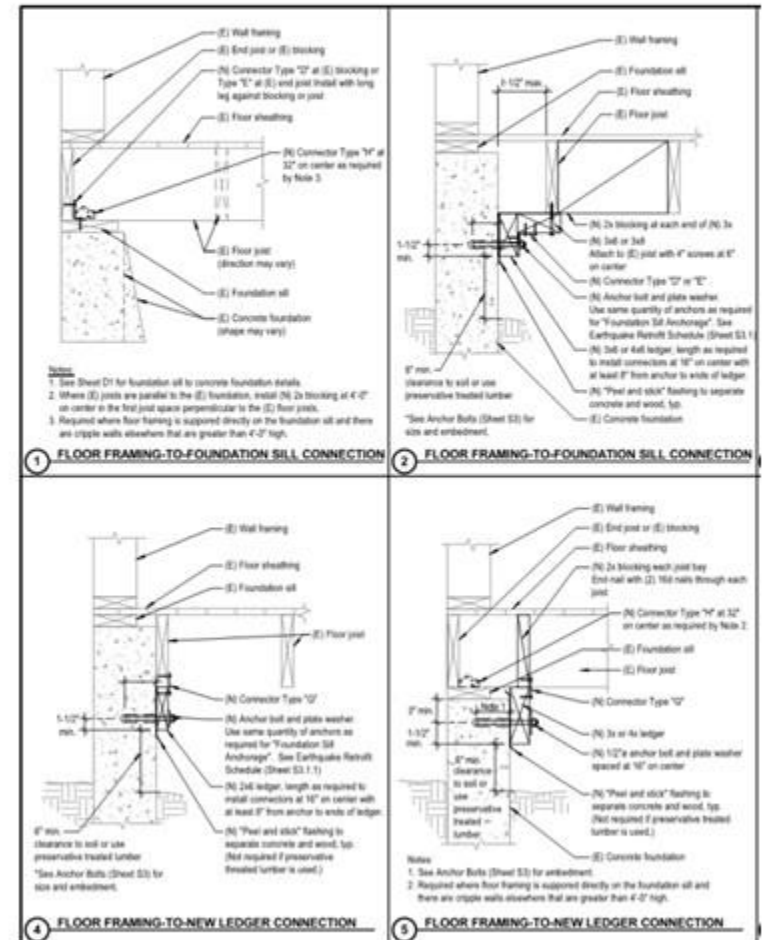 (E) Wall framing
(E) End joist or (E) blocking
(N) Connector Type "D" at (E) blocking or
Type "E" at (E) end joist Install with long
leg against blocking or joist
(E) Floor sheathing
(N) Connector Type "H" at
32" on center as required
by Note 3.
(E) Floor joist
(direction may vary)
(E) Foundation sill
(E) Concrete foundation
(shape may vary)
Notes
1. See Sheet D1 for foundation sill to concrete foundation details.
2. Where (E) joists are parallel to the (E) foundation, install (N) 2x blocking at 4'-0"
on center in the first joist space perpendicular to the (E) floor joists.
3. Required where floor framing is suppored directly on the foundation sill and there
are cripple walls elsewhere that are greater than 4'-0" high.
1 FLOOR FRAMING-TO-FOUNDATION SILL CONNECTION
(E) Wall framing
(E) Foundation sill
(E) Floor sheathing
(E) Floor joist
max.
(N) 2x blocking at each end of (N) 3x
(N) 3x6 or 3x8
Attach to (E) joist with 4" screws at 6"
on center
(N) Connector Type "D" or "E"
(N) Anchor bolt and plate washer.
Use same quantity of anchors as required
for "Foundation Sill Anchorage". See
Earthquake Retrofit Schedule (Sheet S3.1)
(N) 3x6 or 4x6 ledger, length as required
to install connectors at 16" on center with
at least 8" from anchor to ends of ledger.
(N) "Peel and stick" flashing to separate
concrete and wood, typ.
(E) Concrete foundation
1-1/2"
min.
6" min.
clearance to soil or use
preservative treated lumber
*See Anchor Bolts (Sheet S3) for
size and embedment.
2 FLOOR FRAMING-TO-FOUNDATION SILL CONNECTION
(E) Wall framing
(E) Floor sheathing
(E) Foundation sill
(E) Floor joist
(N) Connector Type "G"
(N) Anchor bolt and plate washer.
Use same quantity of anchors as
required for "Foundation Sill
Anchorage". See Earthquake Retrofit
Schedule (Sheet S3.1.1)
(N) 2x6 ledger, length as required to
install connectors at 16" on center with
at least 8" from anchor to ends of ledger.
(N) "Peel and stick" flashing to
separate concrete and wood, typ.
(Not required if preservative
threated lumber is used.)
1-1/2"
min.
6" min.
clearance to soil or use
preservative treated lumber
*See Anchor Bolts (Sheet S3) for
size and embedment.
4 FLOOR FRAMING-TO-NEW LEDGER CONNECTION
(E) Wall framing
(E) End joist or (E) blocking
(E) Floor sheathing
(N) 2x blocking each joist bay
End nail with (2) 16d nails through each
joist
(N) Connector Type "H" at 32"
on center as required by Note 2.
(E) Foundation sill
(E) Floor joist
(N) Connector Type "G"
(N) 3x or 4x ledger
(N) 1/2"ø anchor bolt and plate washer
spaced at 16" on center
(N) "Peel and stick" flashing to
separate concrete and wood, typ.
(Not required if preservative treated
lumber is used.)
(E) Concrete foundation
min.
Note 1
1-1/2"
min.
6" min.
clearance
to soil or
use
preservative
treated
lumber
Notes
1. See Anchor Bolts (Sheet S3) for embedment.
2. Required where floor framing is suppored directly on the foundation sill and
there are cripple walls elsewhere that are greater than 4'-0" high.
5 FLOOR FRAMING-TO-NEW LEDGER CONNECTION